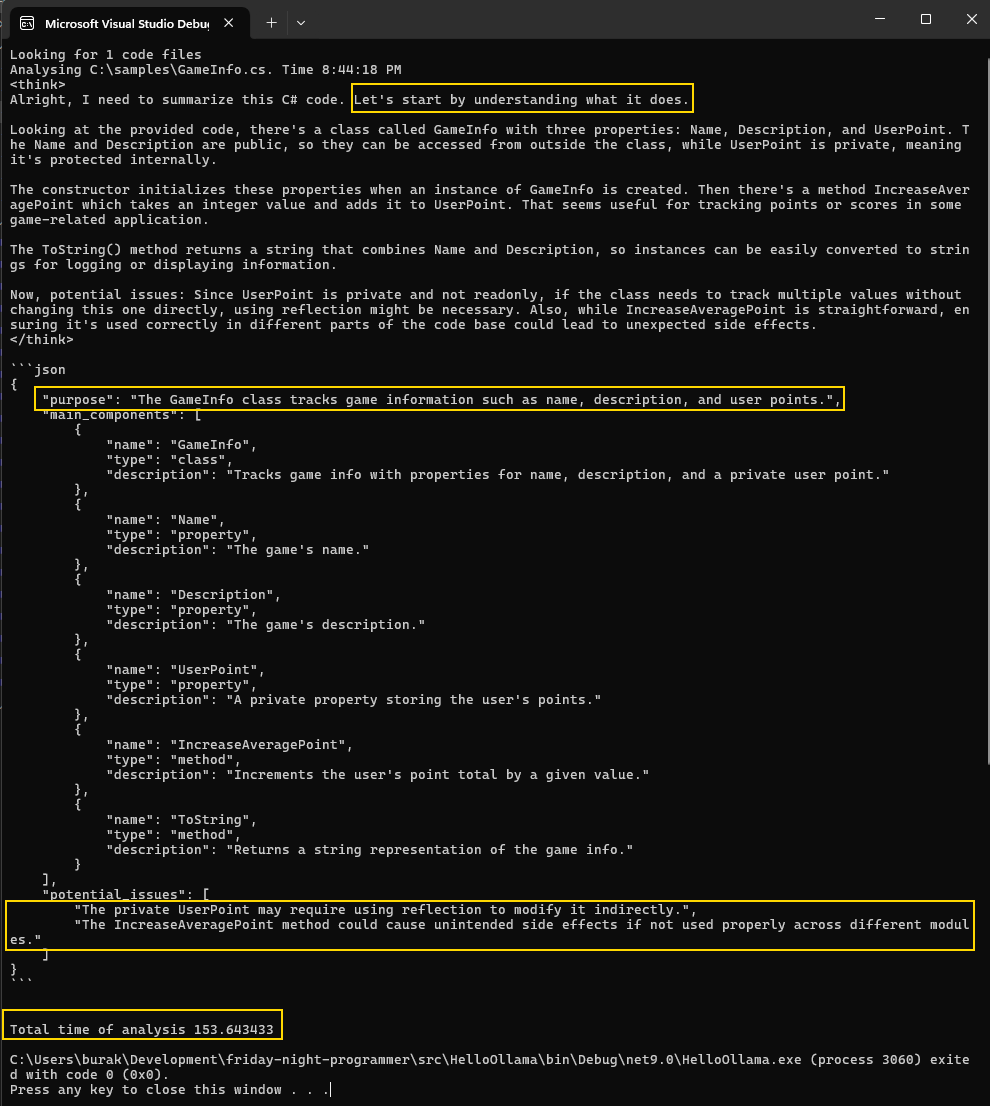 Microsoft Visual Studio Debu
Looking for 1 code files
Analysing C:\samples\GameInfo.cs. Time 8:44:18 PM
<think>
Alright, I need to summarize this C# code. Let's start by understanding what it does.

Looking at the provided code, there's a class called GameInfo with three properties: Name, Description, and UserPoint. T
he Name and Description are public, so they can be accessed from outside the class, while UserPoint is private, meaning
it's protected internally.

The constructor initializes these properties when an instance of GameInfo is created. Then there's a method IncreaseAver
agePoint which takes an integer value and adds it to UserPoint. That seems useful for tracking points or scores in some
game-related application.

The ToString() method returns a string that combines Name and Description, so instances can be easily converted to strin
gs for logging or displaying information.

Now, potential issues: Since UserPoint is private and not readonly, if the class needs to track multiple values without
changing this one directly, using reflection might be necessary. Also, while IncreaseAveragePoint is straightforward, en
suring it's used correctly in different parts of the code base could lead to unexpected side effects.
</think>

```json
{
    "purpose": "The GameInfo class tracks game information such as name, description, and user points.",
    "main_components": [
        {
            "name": "GameInfo",
            "type": "class",
            "description": "Tracks game info with properties for name, description, and a private user point."
        },
        {
            "name": "Name",
            "type": "property",
            "description": "The game's name."
        },
        {
            "name": "Description",
            "type": "property",
            "description": "The game's description."
        },
        {
            "name": "UserPoint",
            "type": "property",
            "description": "A private property storing the user's points."
        },
        {
            "name": "IncreaseAveragePoint",
            "type": "method",
            "description": "Increments the user's point total by a given value."
        },
        {
            "name": "ToString",
            "type": "method",
            "description": "Returns a string representation of the game info."
        }
    ],
    "potential_issues": [
        "The private UserPoint may require using reflection to modify it indirectly.",
        "The IncreaseAveragePoint method could cause unintended side effects if not used properly across different modul
es."
    ]
}
```

Total time of analysis 153.643433

C:\Users\burak\Development\friday-night-programmer\src\HelloOllama\bin\Debug\net9.0\HelloOllama.exe (process 3060) exite
d with code 0 (0x0).
Press any key to close this window . . .